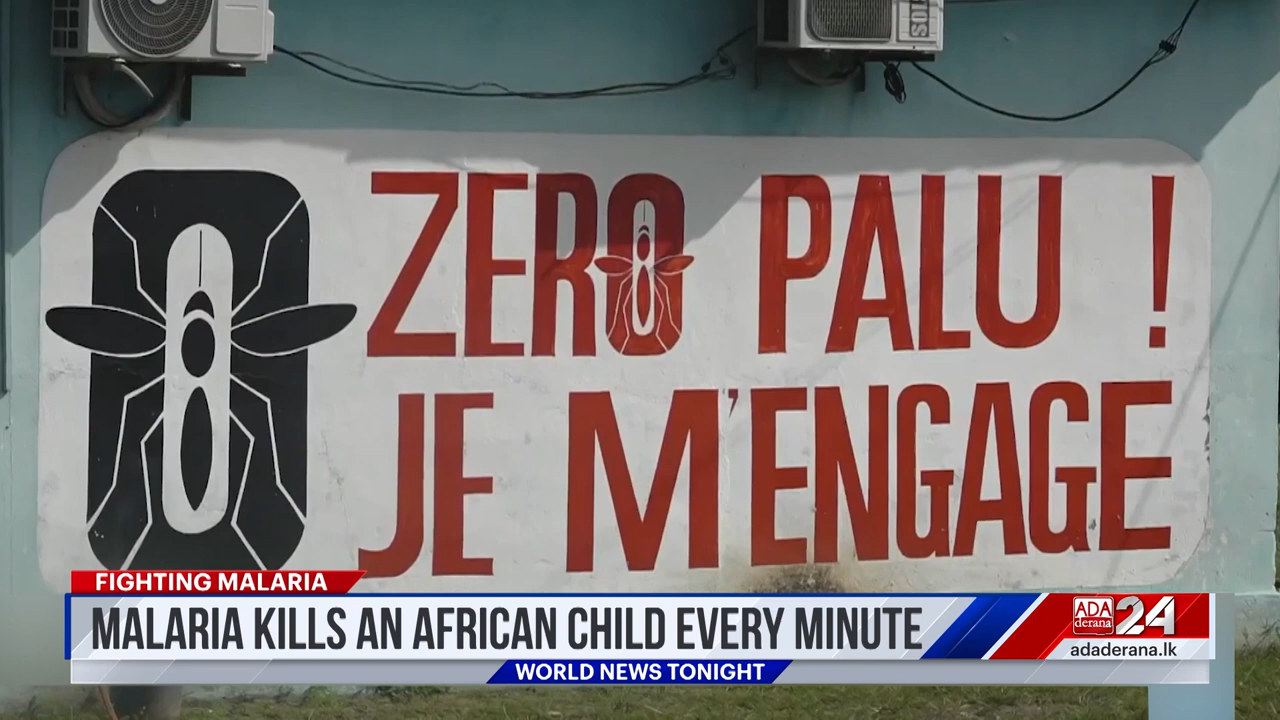 ZERO PALU !
JE M'ENGAGE
FIGHTING MALARIA
MALARIA KILLS AN AFRICAN CHILD EVERY MINUTE
ADA
derana
24
adaderana.lk
WORLD NEWS TONIGHT